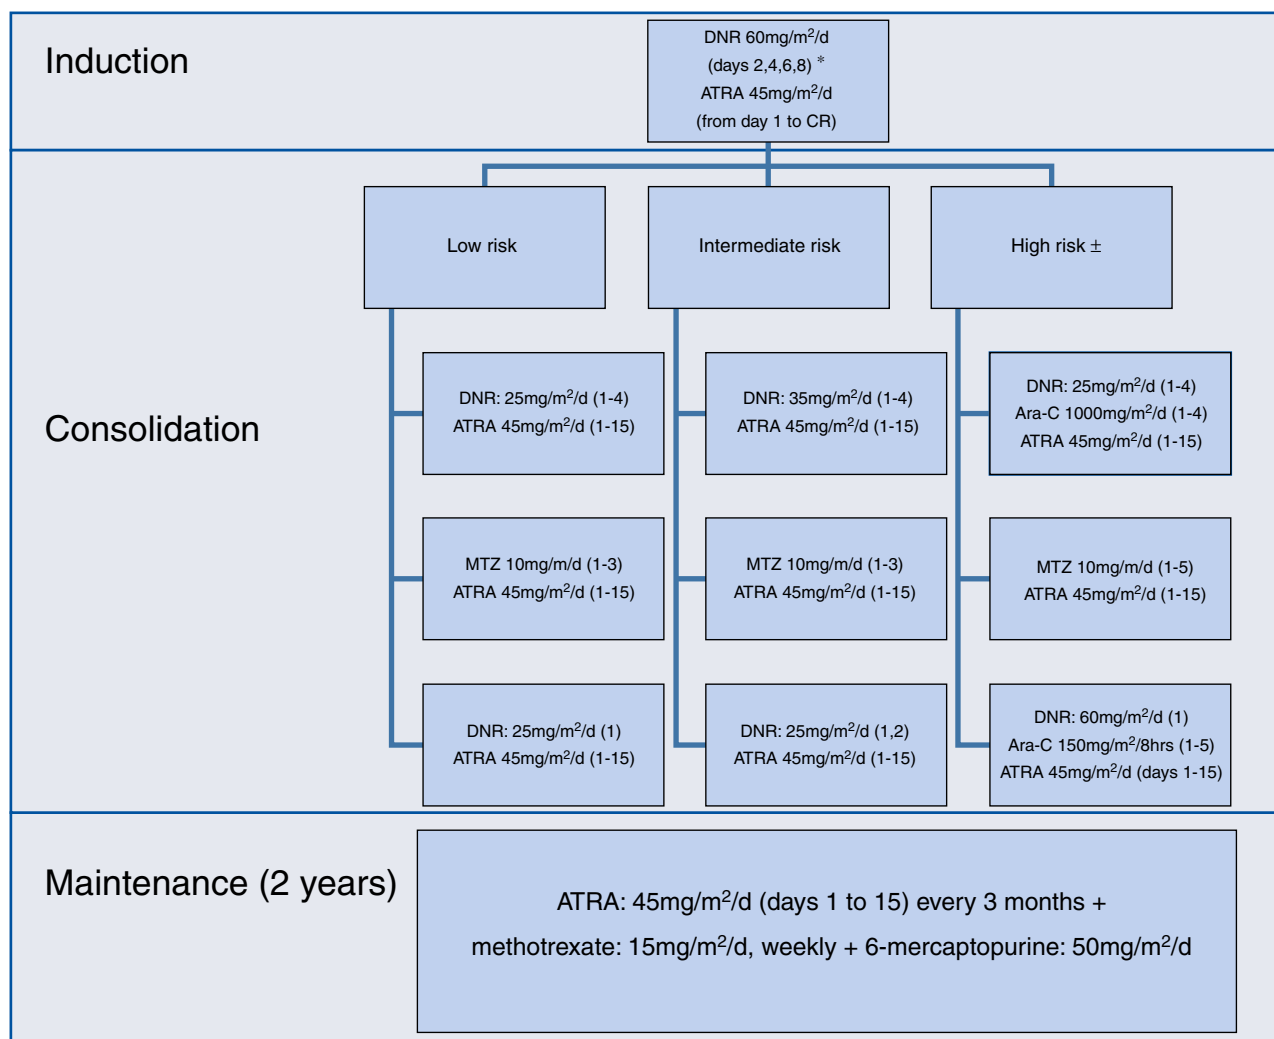 Induction
DNR 60mg/m²/d
(days 2,4,6,8) *
ATRA 45mg/m²/d
(from day 1 to CR)
Consolidation
Low risk
Intermediate risk
High risk ±
DNR: 25mg/m²/d (1-4)
ATRA 45mg/m²/d (1-15)
DNR: 35mg/m²/d (1-4)
ATRA 45mg/m²/d (1-15)
DNR: 25mg/m²/d (1-4)
Ara-C 1000mg/m²/d (1-4)
ATRA 45mg/m²/d (1-15)
MTZ 10mg/m/d (1-3)
ATRA 45mg/m²/d (1-15)
MTZ 10mg/m/d (1-3)
ATRA 45mg/m²/d (1-15)
MTZ 10mg/m/d (1-5)
ATRA 45mg/m²/d (1-15)
DNR: 25mg/m²/d (1)
ATRA 45mg/m²/d (1-15)
DNR: 25mg/m²/d (1,2)
ATRA 45mg/m²/d (1-15)
DNR: 60mg/m²/d (1)
Ara-C 150mg/m²/8hrs (1-5)
ATRA 45mg/m²/d (days 1-15)
Maintenance (2 years)
ATRA: 45mg/m²/d (days 1 to 15) every 3 months +
methotrexate: 15mg/m²/d, weekly + 6-mercaptopurine: 50mg/m²/d